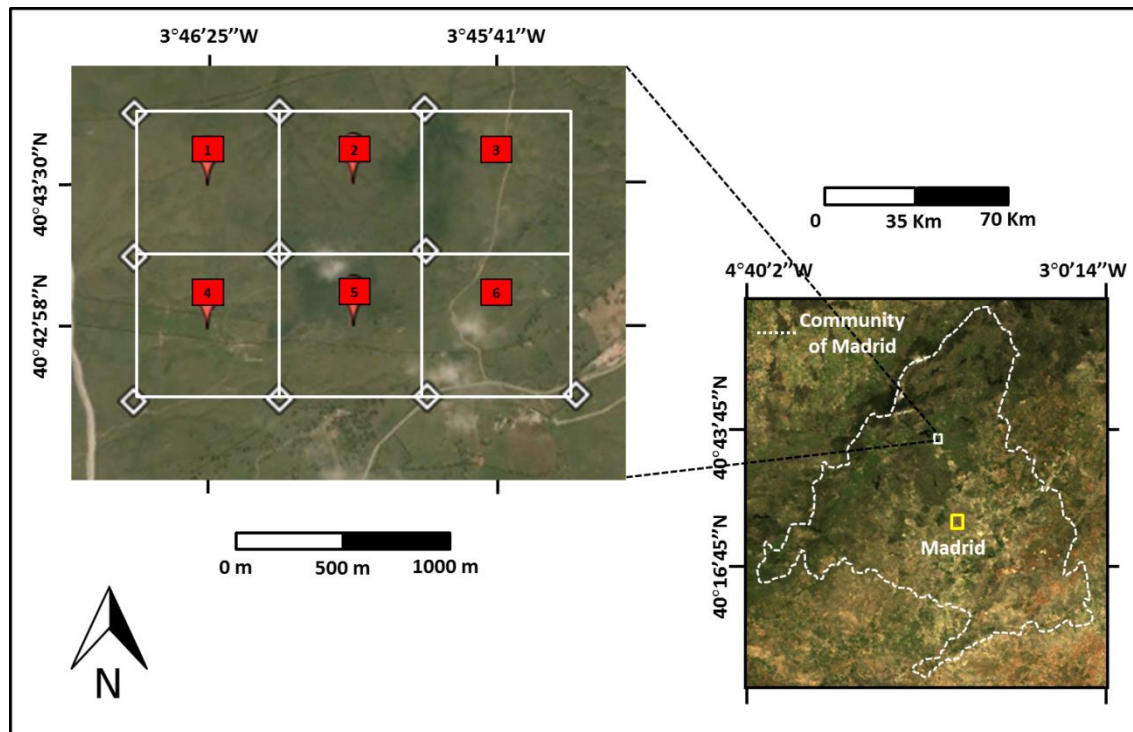 3°46’25’’W
3°45’41’’W
40°43’30’’N
40°42’58’’N
1
2
3
4
5
6
0 m
500 m
1000 m
N
0
35 Km
70 Km
4°40’2’’W
3°0’14’’W
40°43’45’’N
40°16’45’’N
Community
of Madrid
Madrid